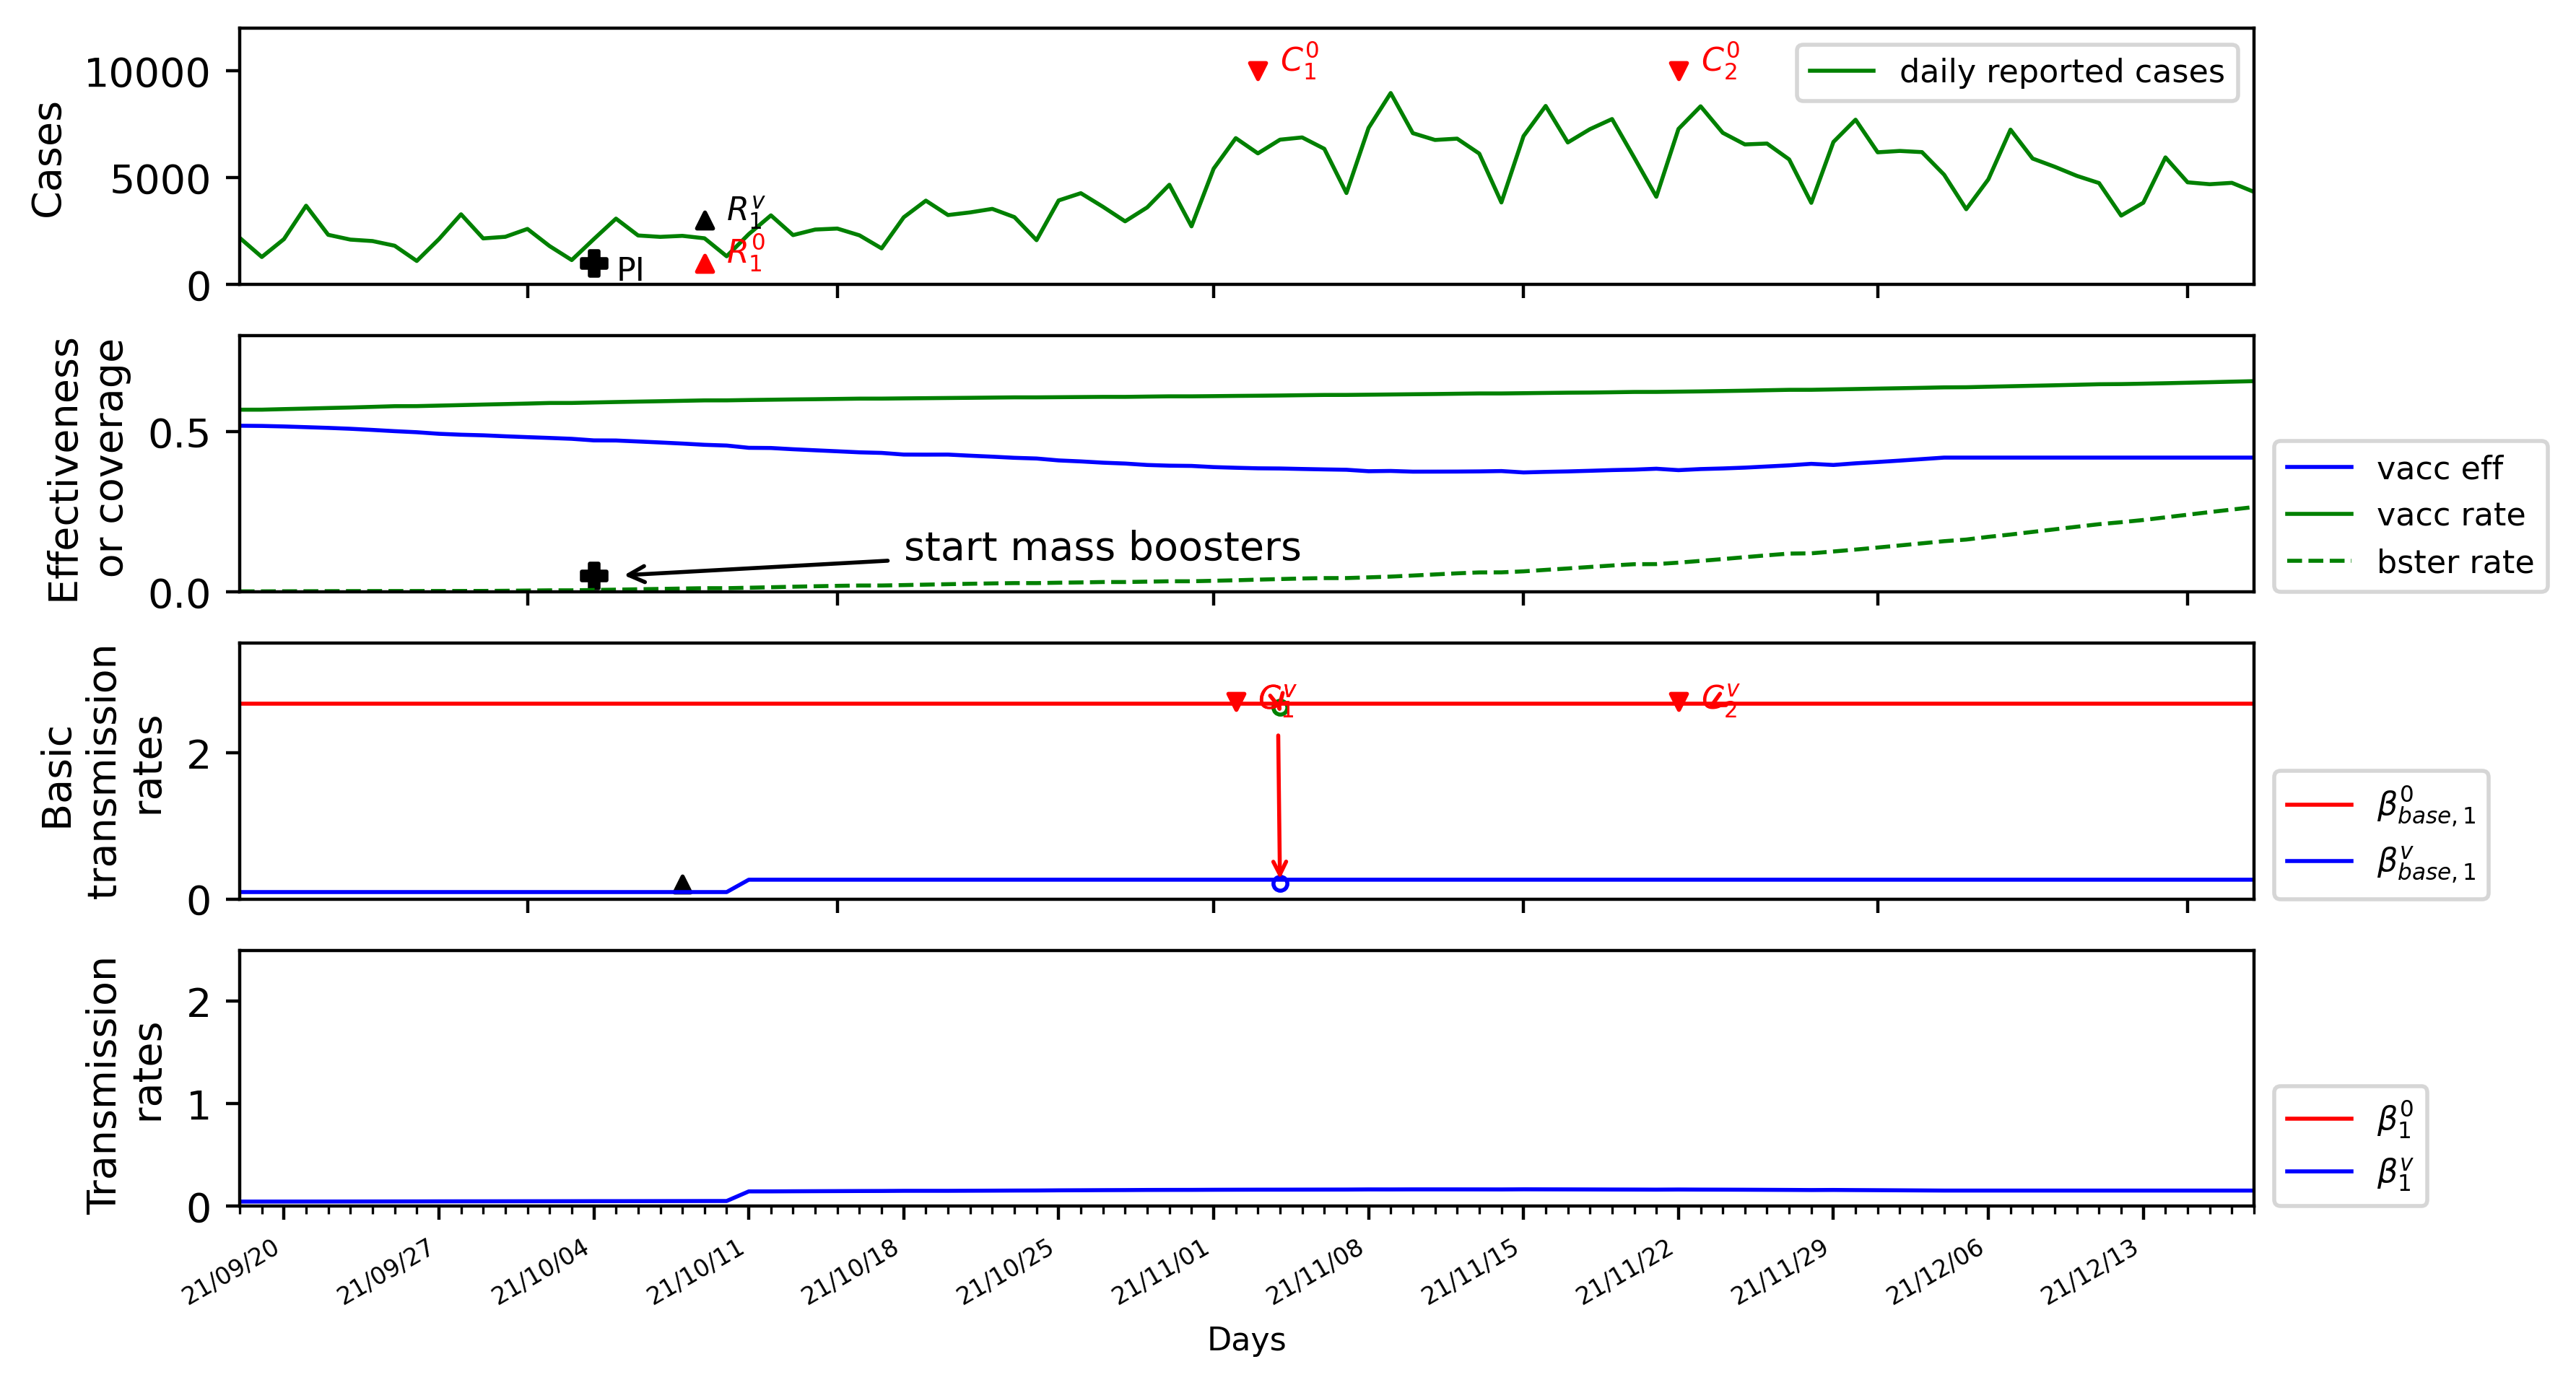 Cases
10000
5000
0
C₁⁰
C₂⁰
daily reported cases
R₁ᵛ
R₁⁰
PI
Effectiveness
or coverage
0.5
0.0
start mass boosters
vacc eff
vacc rate
bster rate
Basic
transmission
rates
2
0
C₁ᵛ
C₂ᵛ
β⁰base,1
βᵛbase,1
Transmission
rates
2
1
0
β₁⁰
β₁ᵛ
21/09/20
21/09/27
21/10/04
21/10/11
21/10/18
21/10/25
21/11/01
21/11/08
21/11/15
21/11/22
21/11/29
21/12/06
21/12/13
Days